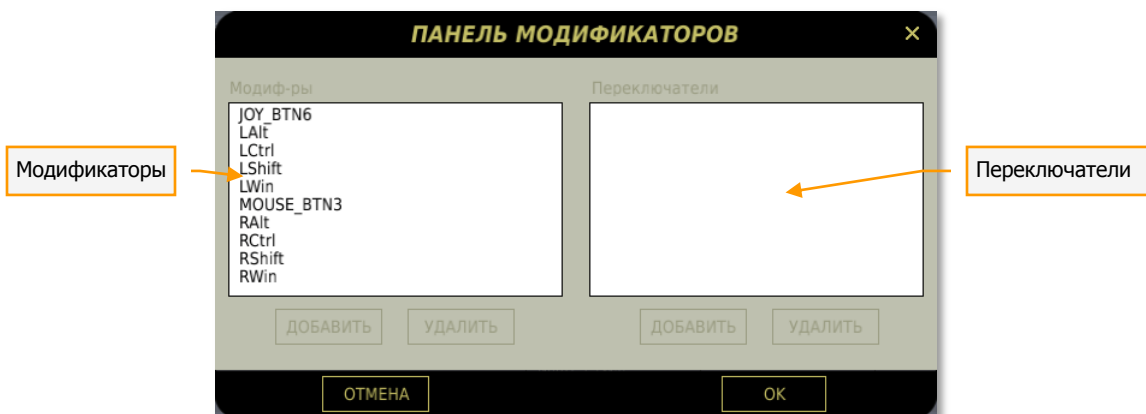 ПАНЕЛЬ МОДИФИКАТОРОВ ×
Модиф-ры
Переключатели
JOY_BTN6
LAlt
LCtrl
LShift
LWin
MOUSE_BTN3
RAlt
RCtrl
RShift
RWin
Модификаторы
Переключатели
ДОБАВИТЬ УДАЛИТЬ
ДОБАВИТЬ УДАЛИТЬ
ОТМЕНА
OK